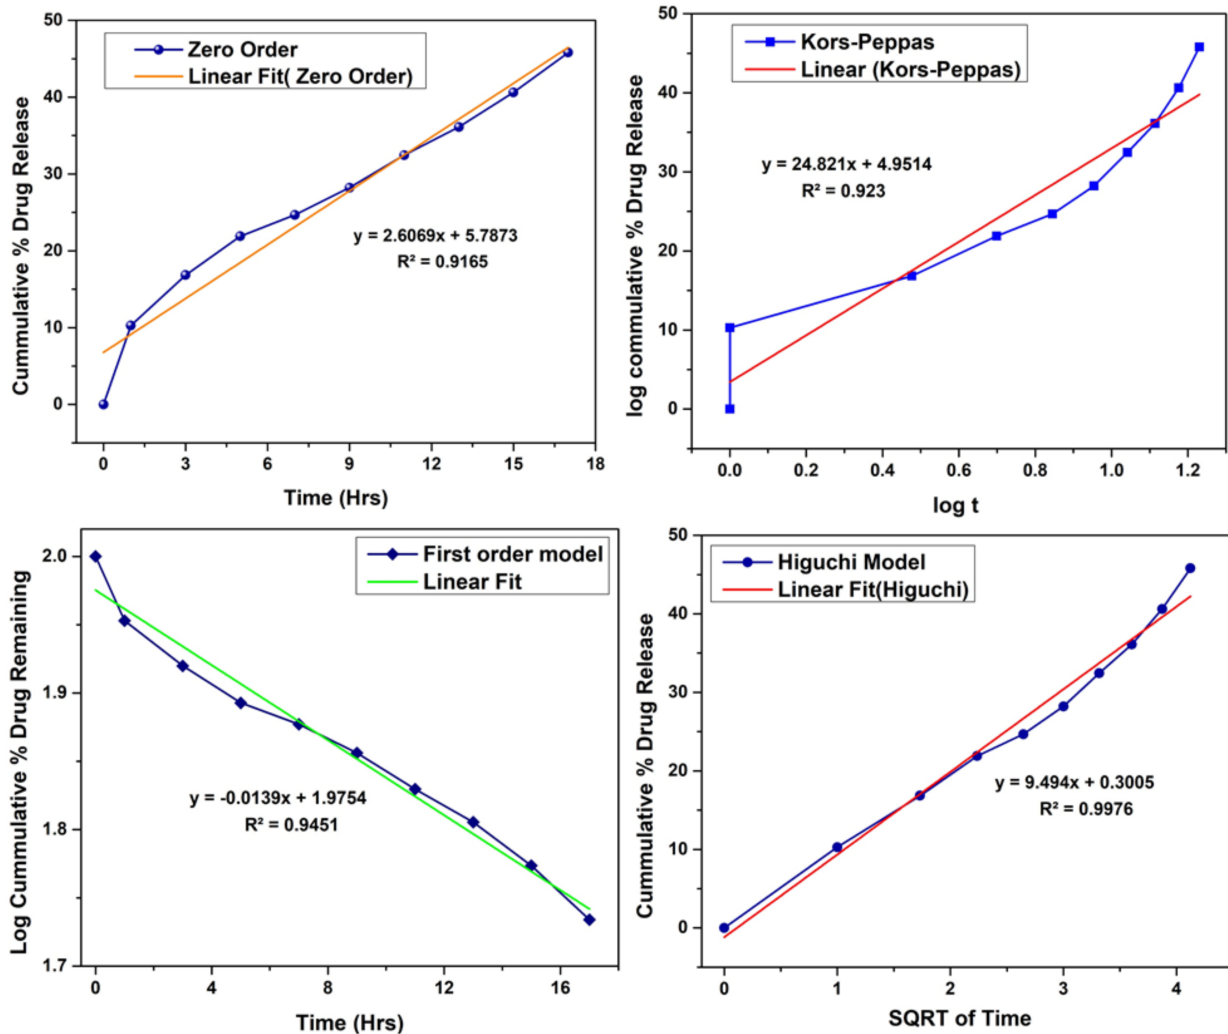 Zero Order
Linear Fit( Zero Order)
50
40
30
20
10
0
Cummulative % Drug Release
y = 2.6069x + 5.7873
R² = 0.9165
0 3 6 9 12 15 18
Time (Hrs)
Kors-Peppas
Linear (Kors-Peppas)
50
40
30
20
10
0
log commulative % Drug Release
y = 24.821x + 4.9514
R² = 0.923
0.0 0.2 0.4 0.6 0.8 1.0 1.2
log t
First order model
Linear Fit
2.0
1.9
1.8
1.7
Log Cummulative % Drug Remaining
y = -0.0139x + 1.9754
R² = 0.9451
0 4 8 12 16
Time (Hrs)
Higuchi Model
Linear Fit(Higuchi)
50
40
30
20
10
0
Cummulative % Drug Release
y = 9.494x + 0.3005
R² = 0.9976
0 1 2 3 4
SQRT of Time